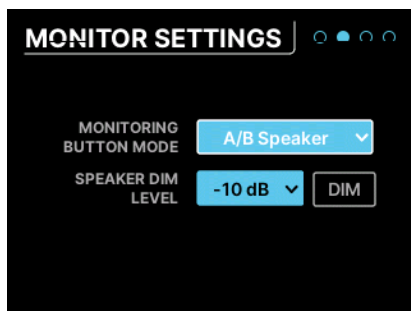 MONITOR SETTINGS
MONITORING
BUTTON MODE
A/B Speaker
SPEAKER DIM
LEVEL
-10 dB
DIM